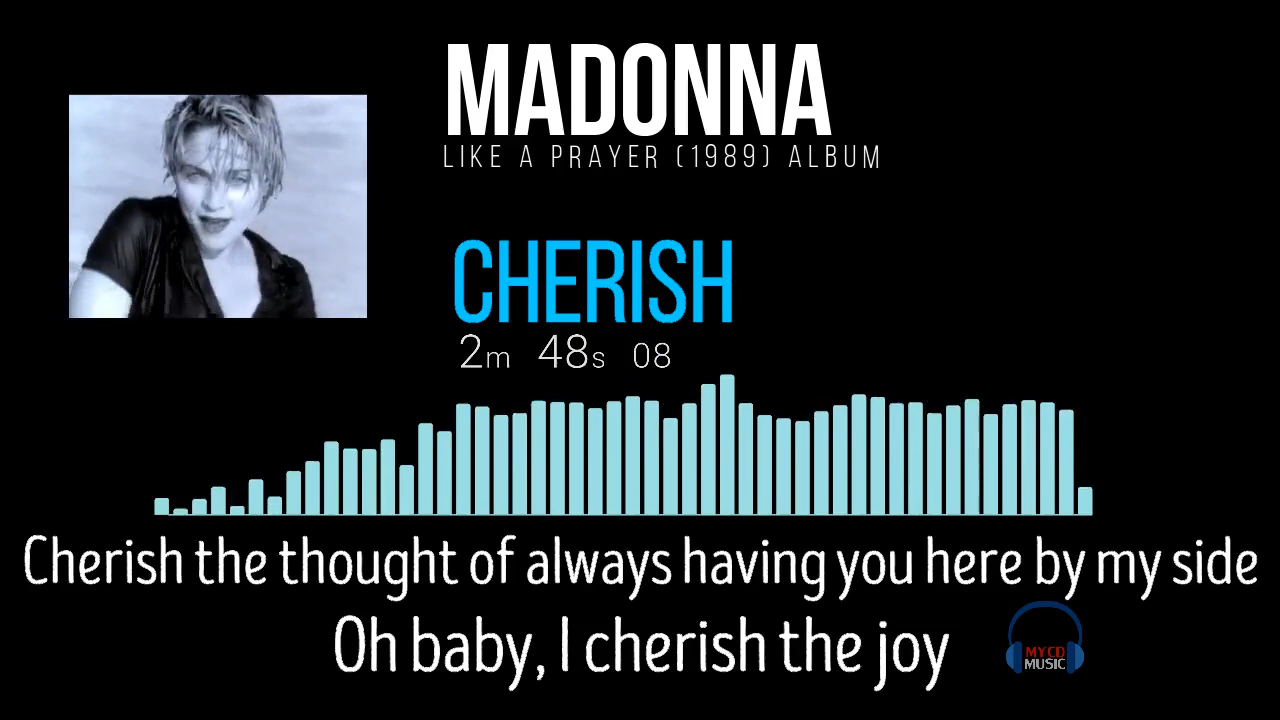 MADONNA
LIKE A PRAYER (1989) ALBUM
CHERISH
2m 48s 08
Cherish the thought of always having you here by my side
Oh baby, I cherish the joy
MY CD
MUSIC